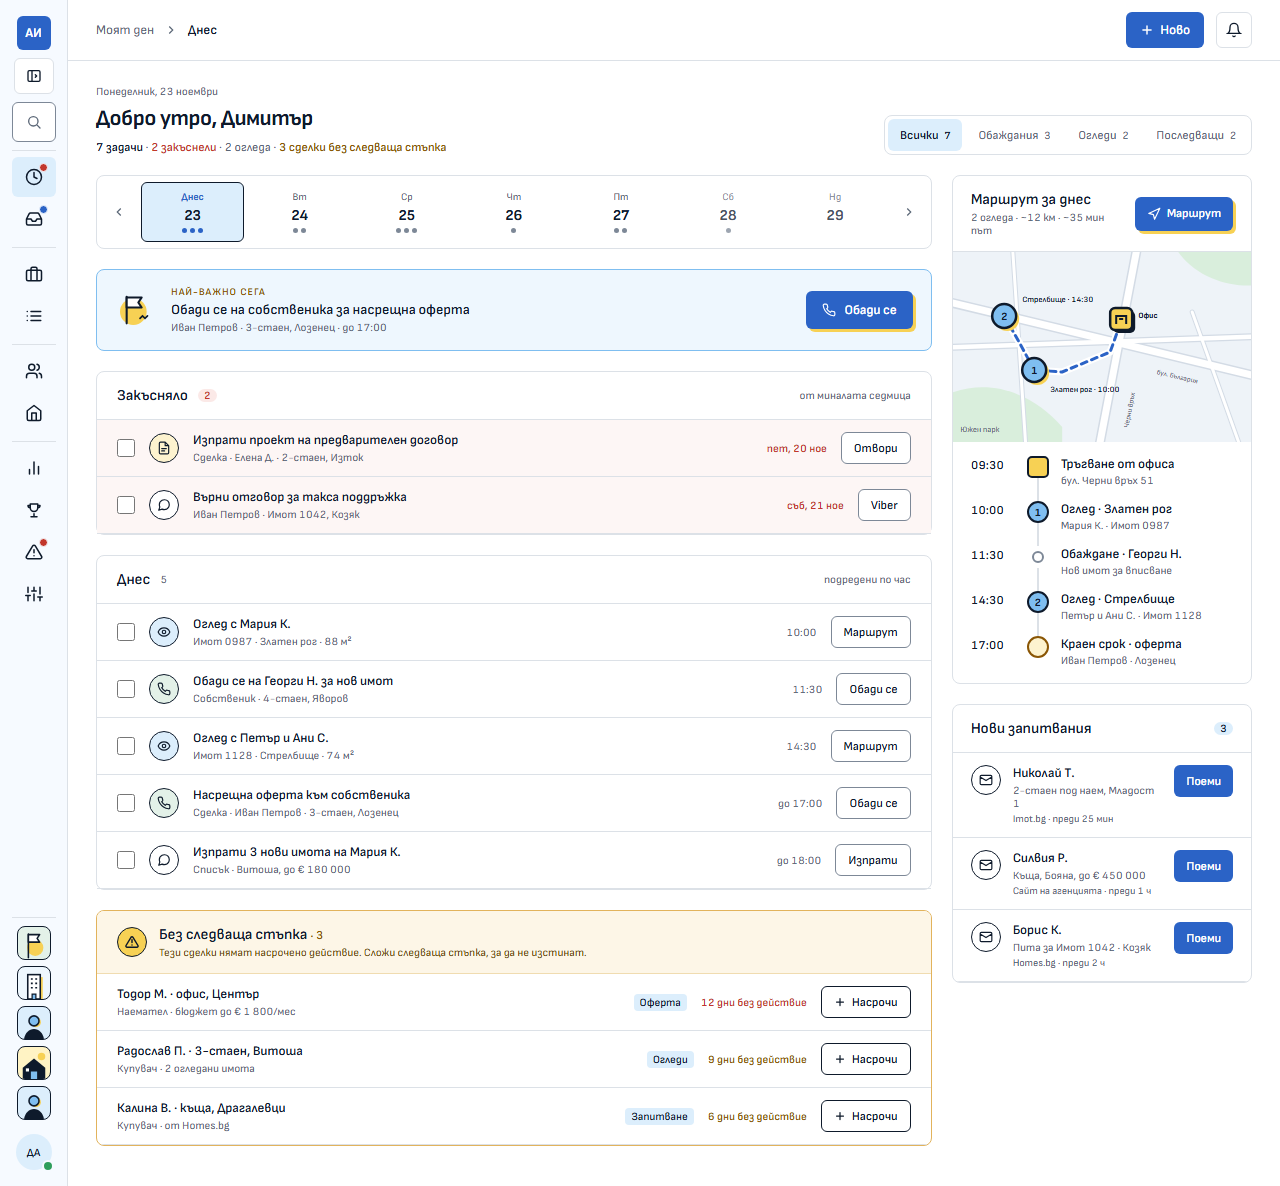 АИ
Моят ден
Днес
Ново
Понеделник, 23 ноември
Добро утро, Димитър
7 задачи · 2 закъснели · 2 огледа · 3 сделки без следваща стъпка
Всички 7
Обаждания 3
Огледи 2
Последващи 2
Днес
23
Вт
24
Ср
25
Чт
26
Пт
27
Сб
28
Нд
29
НАЙ-ВАЖНО СЕГА
Обади се на собственика за насрещна оферта
Иван Петров · 3-стаен, Лозенец · до 17:00
Обади се
Закъсняло 2
от миналата седмица
Изпрати проект на предварителен договор
Сделка · Елена Д. · 2-стаен, Изток
пет, 20 ное
Отвори
Върни отговор за такса поддръжка
Иван Петров · Имот 1042, Козяк
съб, 21 ное
Viber
Днес 5
подредени по час
Оглед с Мария К.
Имот 0987 · Златен рог · 88 м²
10:00
Маршрут
Обади се на Георги Н. за нов имот
Собственик · 4-стаен, Яворов
11:30
Обади се
Оглед с Петър и Ани С.
Имот 1128 · Стрелбище · 74 м²
14:30
Маршрут
Насрещна оферта към собственика
Сделка · Иван Петров · 3-стаен, Лозенец
до 17:00
Обади се
Изпрати 3 нови имота на Мария К.
Списък · Витоша, до € 180 000
до 18:00
Изпрати
Без следваща стъпка · 3
Тези сделки нямат насрочено действие. Сложи следваща стъпка, за да не изстинат.
Тодор М. · офис, Център
Наемател · бюджет до € 1 800/мес
Оферта
12 дни без действие
Насрочи
Радослав П. · 3-стаен, Витоша
Купувач · 2 огледани имота
Огледи
9 дни без действие
Насрочи
Калина В. · къща, Драгалевци
Купувач · от Homes.bg
Запитване
6 дни без действие
Насрочи
Маршрут за днес
2 огледа · ~12 км · ~35 мин
път
Маршрут
Стрелбище · 14:30
2
Офис
1
Златен рог · 10:00
бул. България
Черни връх
Южен парк
09:30
Тръгване от офиса
бул. Черни връх 51
10:00
1
Оглед · Златен рог
Мария К. · Имот 0987
11:30
Обаждане · Георги Н.
Нов имот за вписване
14:30
2
Оглед · Стрелбище
Петър и Ани С. · Имот 1128
17:00
Краен срок · оферта
Иван Петров · Лозенец
Нови запитвания
3
Николай Т.
2-стаен под наем, Младост
1
Imot.bg · преди 25 мин
Поеми
Силвия Р.
Къща, Бояна, до € 450 000
Сайт на агенцията · преди 1 ч
Поеми
Борис К.
Пита за Имот 1042 · Козяк
Homes.bg · преди 2 ч
Поеми
ДА